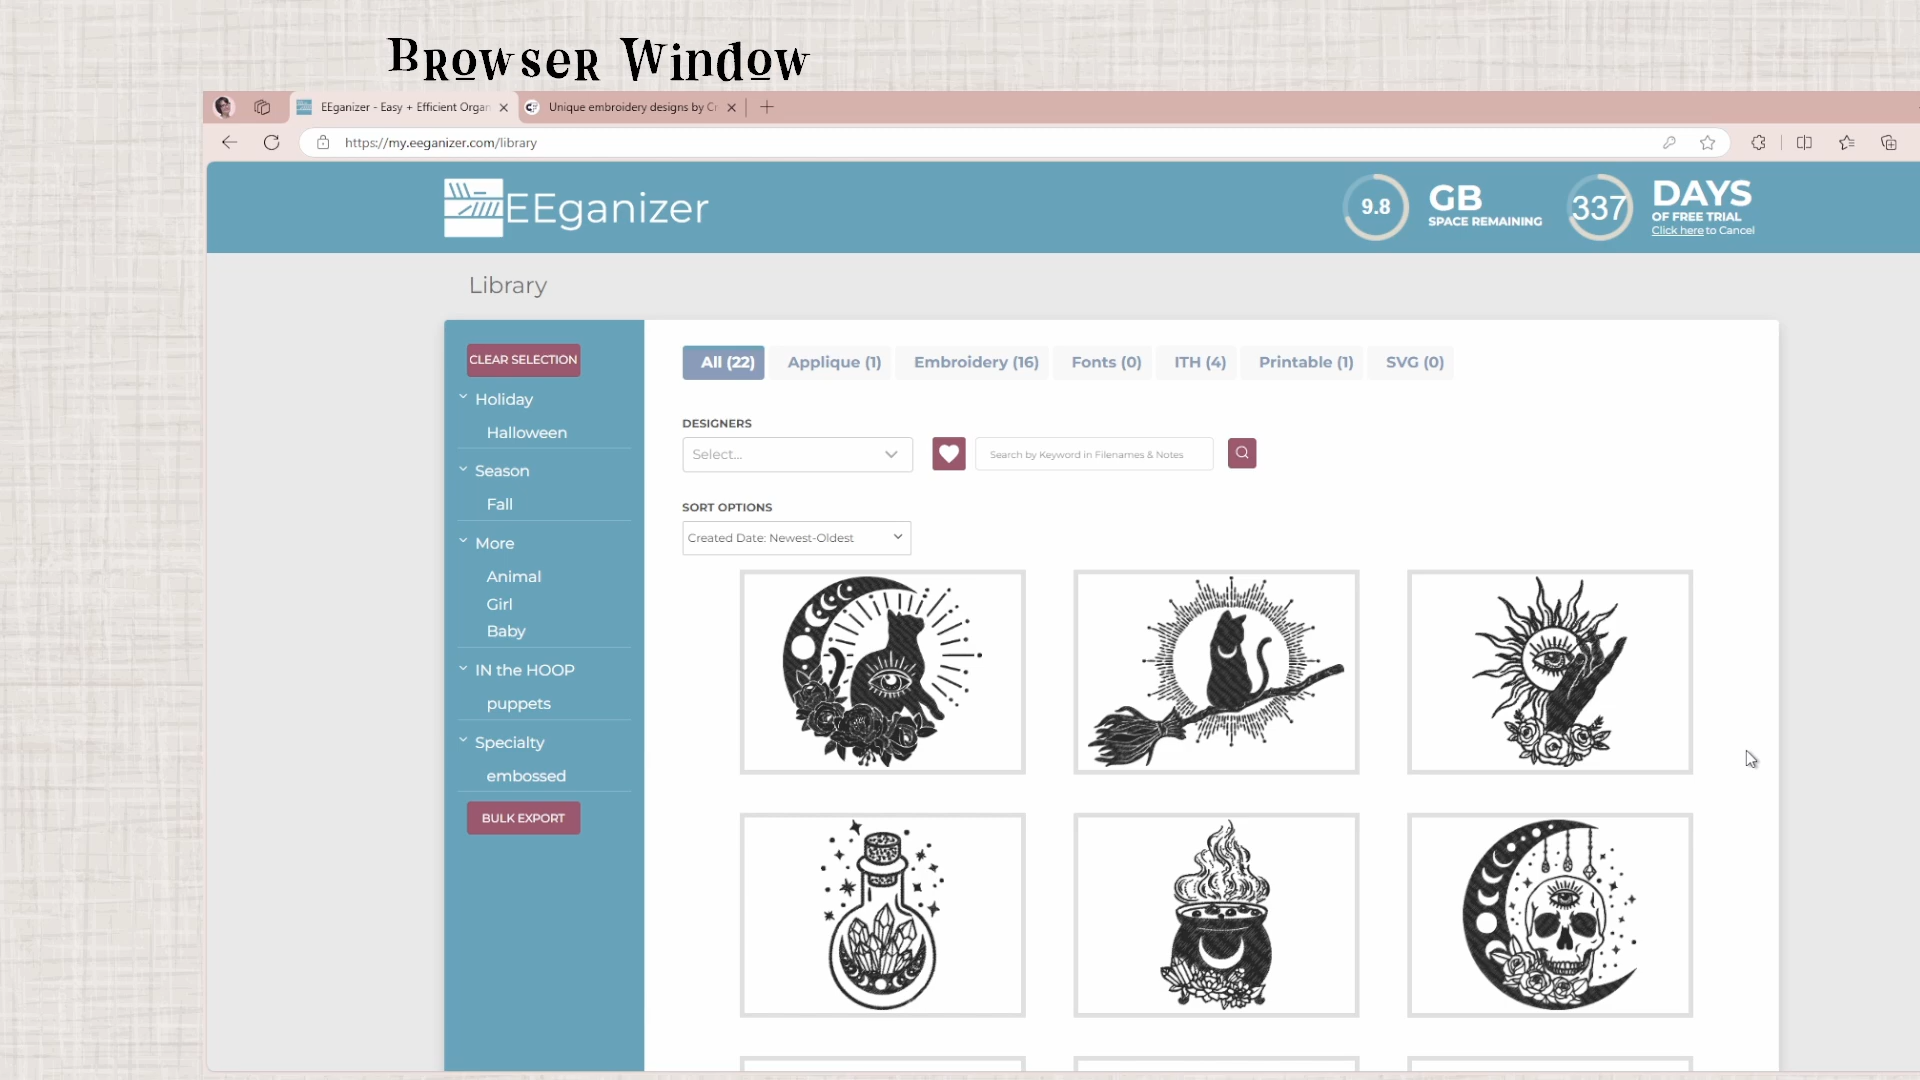 Browser Window
EEganizer - Easy + Efficient Organ
Unique embroidery designs by Cr
https://my.eeganizer.com/library
EEganizer
9.8
GB
SPACE REMAINING
337
DAYS
OF FREE TRIAL
Click here to Cancel
Library
CLEAR SELECTION
Holiday
Halloween
Season
Fall
More
Animal
Girl
Baby
IN the HOOP
puppets
Specialty
embossed
BULK EXPORT
All (22)
Applique (1)
Embroidery (16)
Fonts (0)
ITH (4)
Printable (1)
SVG (0)
DESIGNERS
Select...
Search by Keyword in Filenames & Notes
SORT OPTIONS
Created Date: Newest-Oldest